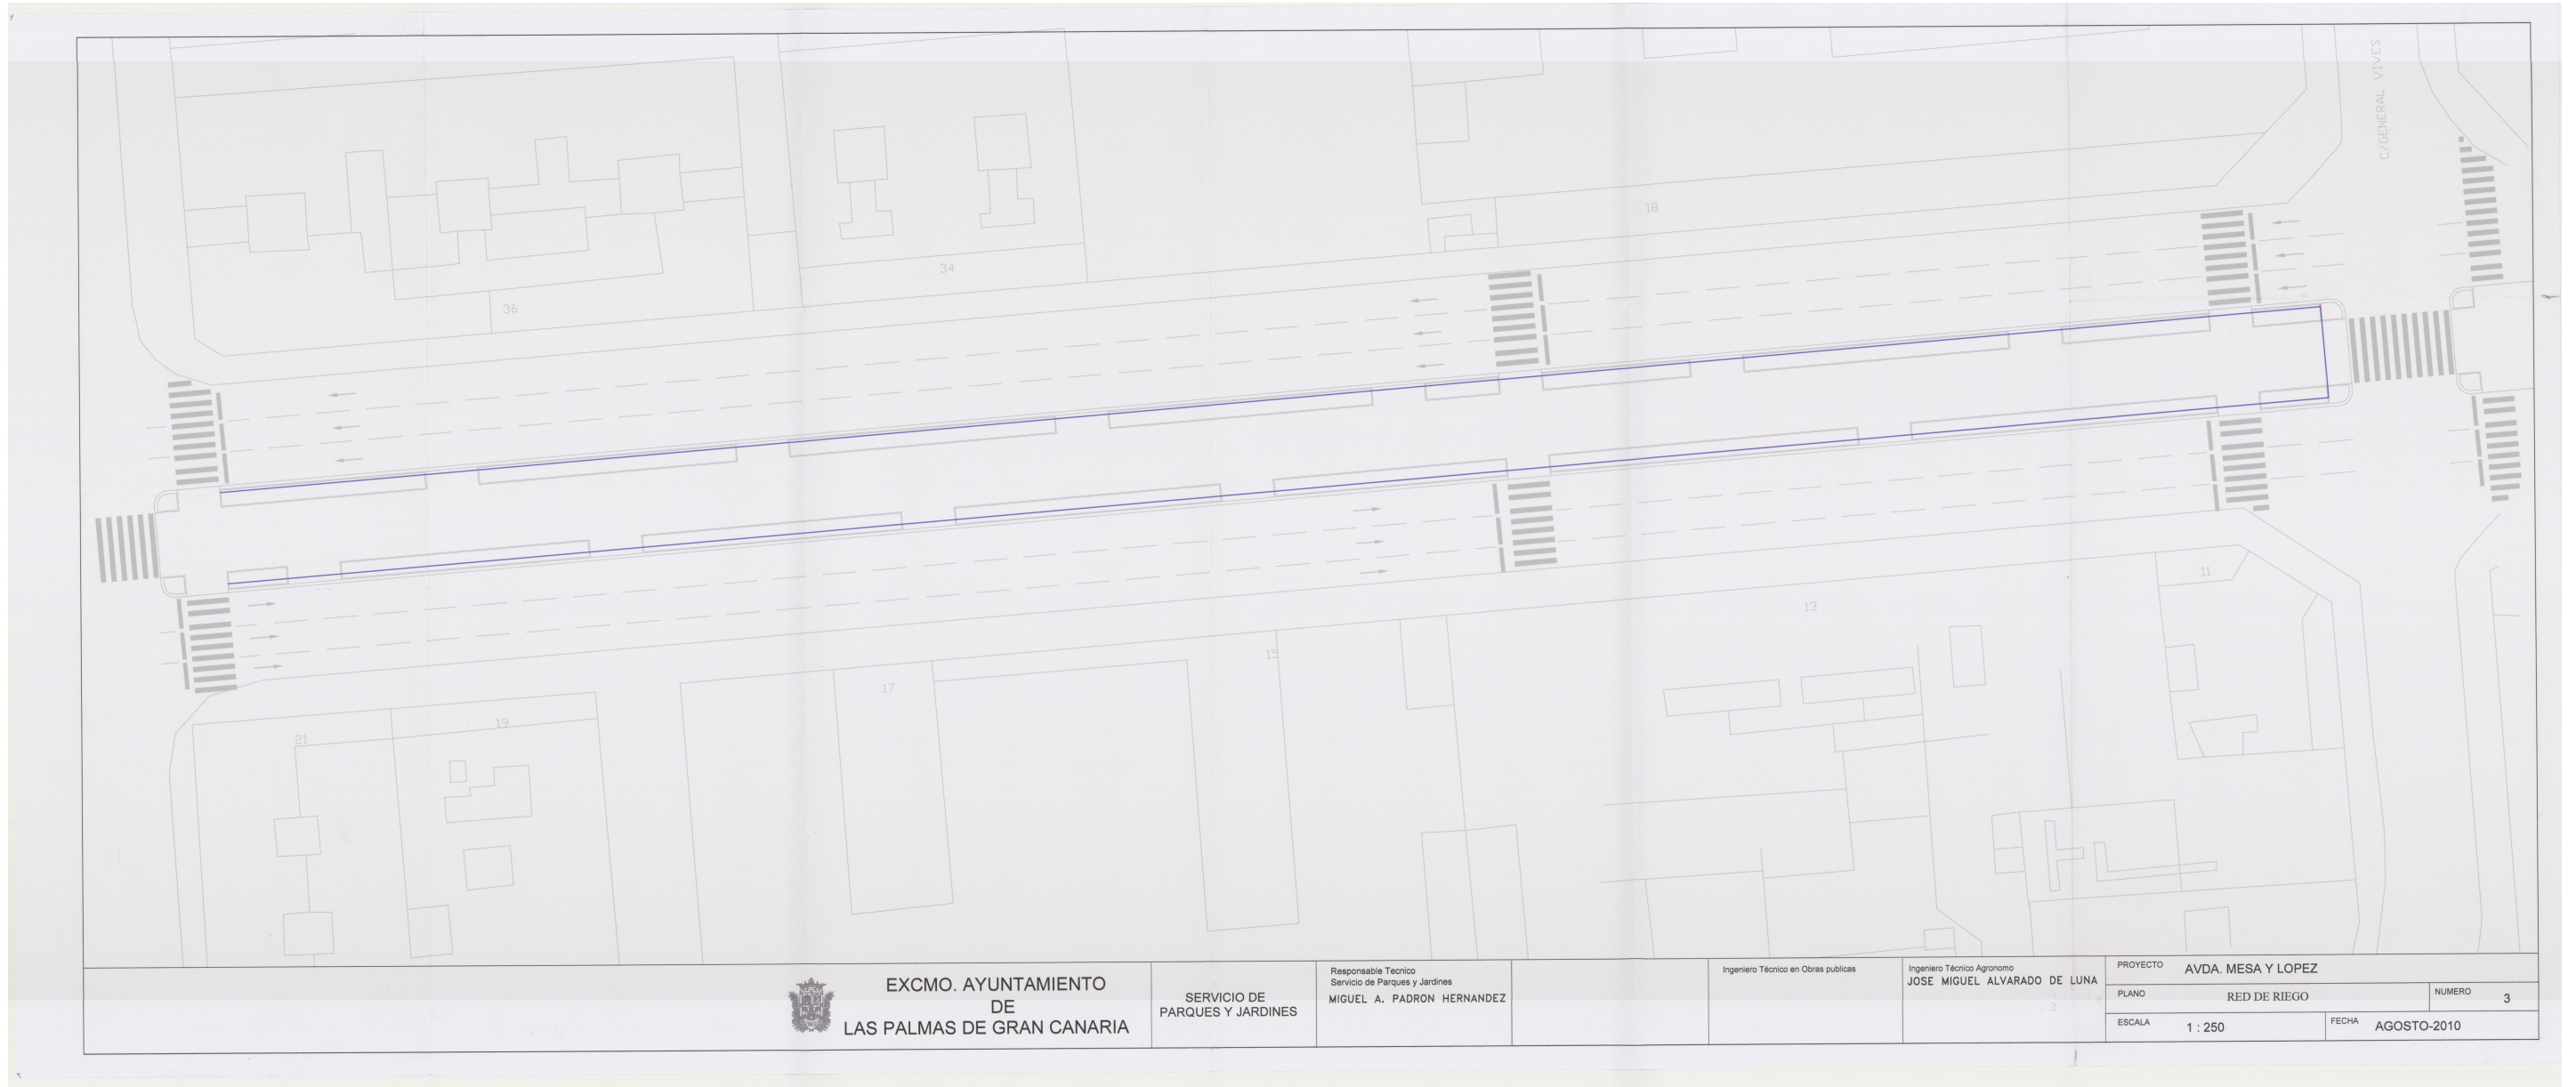 C/GENERAL VIVES
18
34
36
11
13
15
17
19
21
EXCMO. AYUNTAMIENTO
DE
LAS PALMAS DE GRAN CANARIA
SERVICIO DE
PARQUES Y JARDINES
Responsable Tecnico
Servicio de Parques y Jardines
MIGUEL A. PADRON HERNANDEZ
Ingeniero Técnico en Obras publicas
Ingeniero Técnico Agronomo
JOSE MIGUEL ALVARADO DE LUNA
PROYECTO AVDA. MESA Y LOPEZ
PLANO RED DE RIEGO
NUMERO 3
ESCALA 1 : 250
FECHA AGOSTO-2010